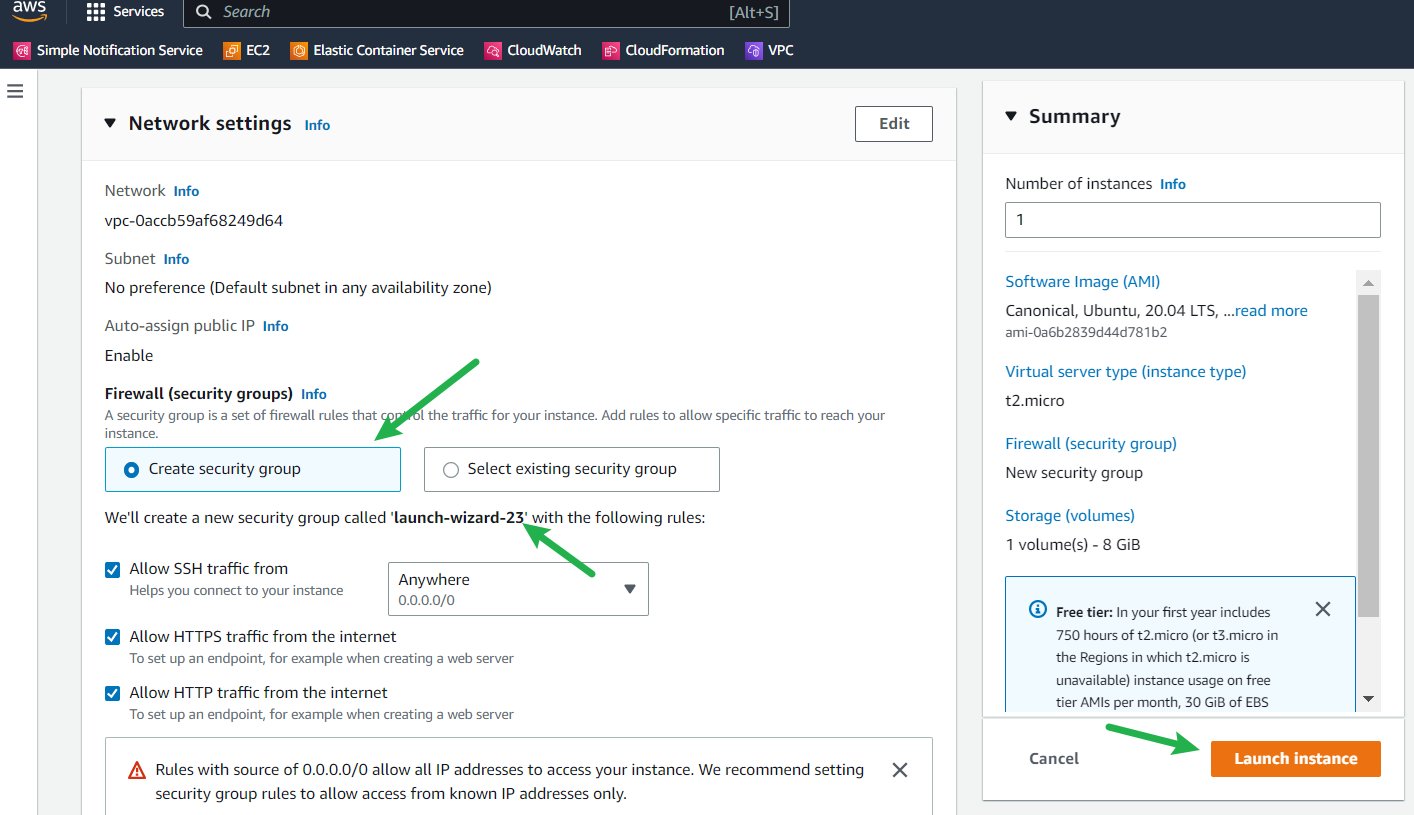 aws
Services
Search
[Alt+S]
Simple Notification Service
EC2
Elastic Container Service
CloudWatch
CloudFormation
VPC
Network settings Info
Edit
Network Info
vpc-0accb59af68249d64
Subnet Info
No preference (Default subnet in any availability zone)
Auto-assign public IP Info
Enable
Firewall (security groups) Info
A security group is a set of firewall rules that control the traffic for your instance. Add rules to allow specific traffic to reach your
instance.
Create security group
Select existing security group
We'll create a new security group called 'launch-wizard-23' with the following rules:
Allow SSH traffic from
Helps you connect to your instance
Anywhere
0.0.0.0/0
Allow HTTPS traffic from the internet
To set up an endpoint, for example when creating a web server
Allow HTTP traffic from the internet
To set up an endpoint, for example when creating a web server
Rules with source of 0.0.0.0/0 allow all IP addresses to access your instance. We recommend setting
security group rules to allow access from known IP addresses only.
Summary
Number of instances Info
1
Software Image (AMI)
Canonical, Ubuntu, 20.04 LTS, ...read more
ami-0a6b2839d44d781b2
Virtual server type (instance type)
t2.micro
Firewall (security group)
New security group
Storage (volumes)
1 volume(s) - 8 GiB
Free tier: In your first year includes
750 hours of t2.micro (or t3.micro in
the Regions in which t2.micro is
unavailable) instance usage on free
tier AMIs per month, 30 GiB of EBS
Cancel
Launch instance